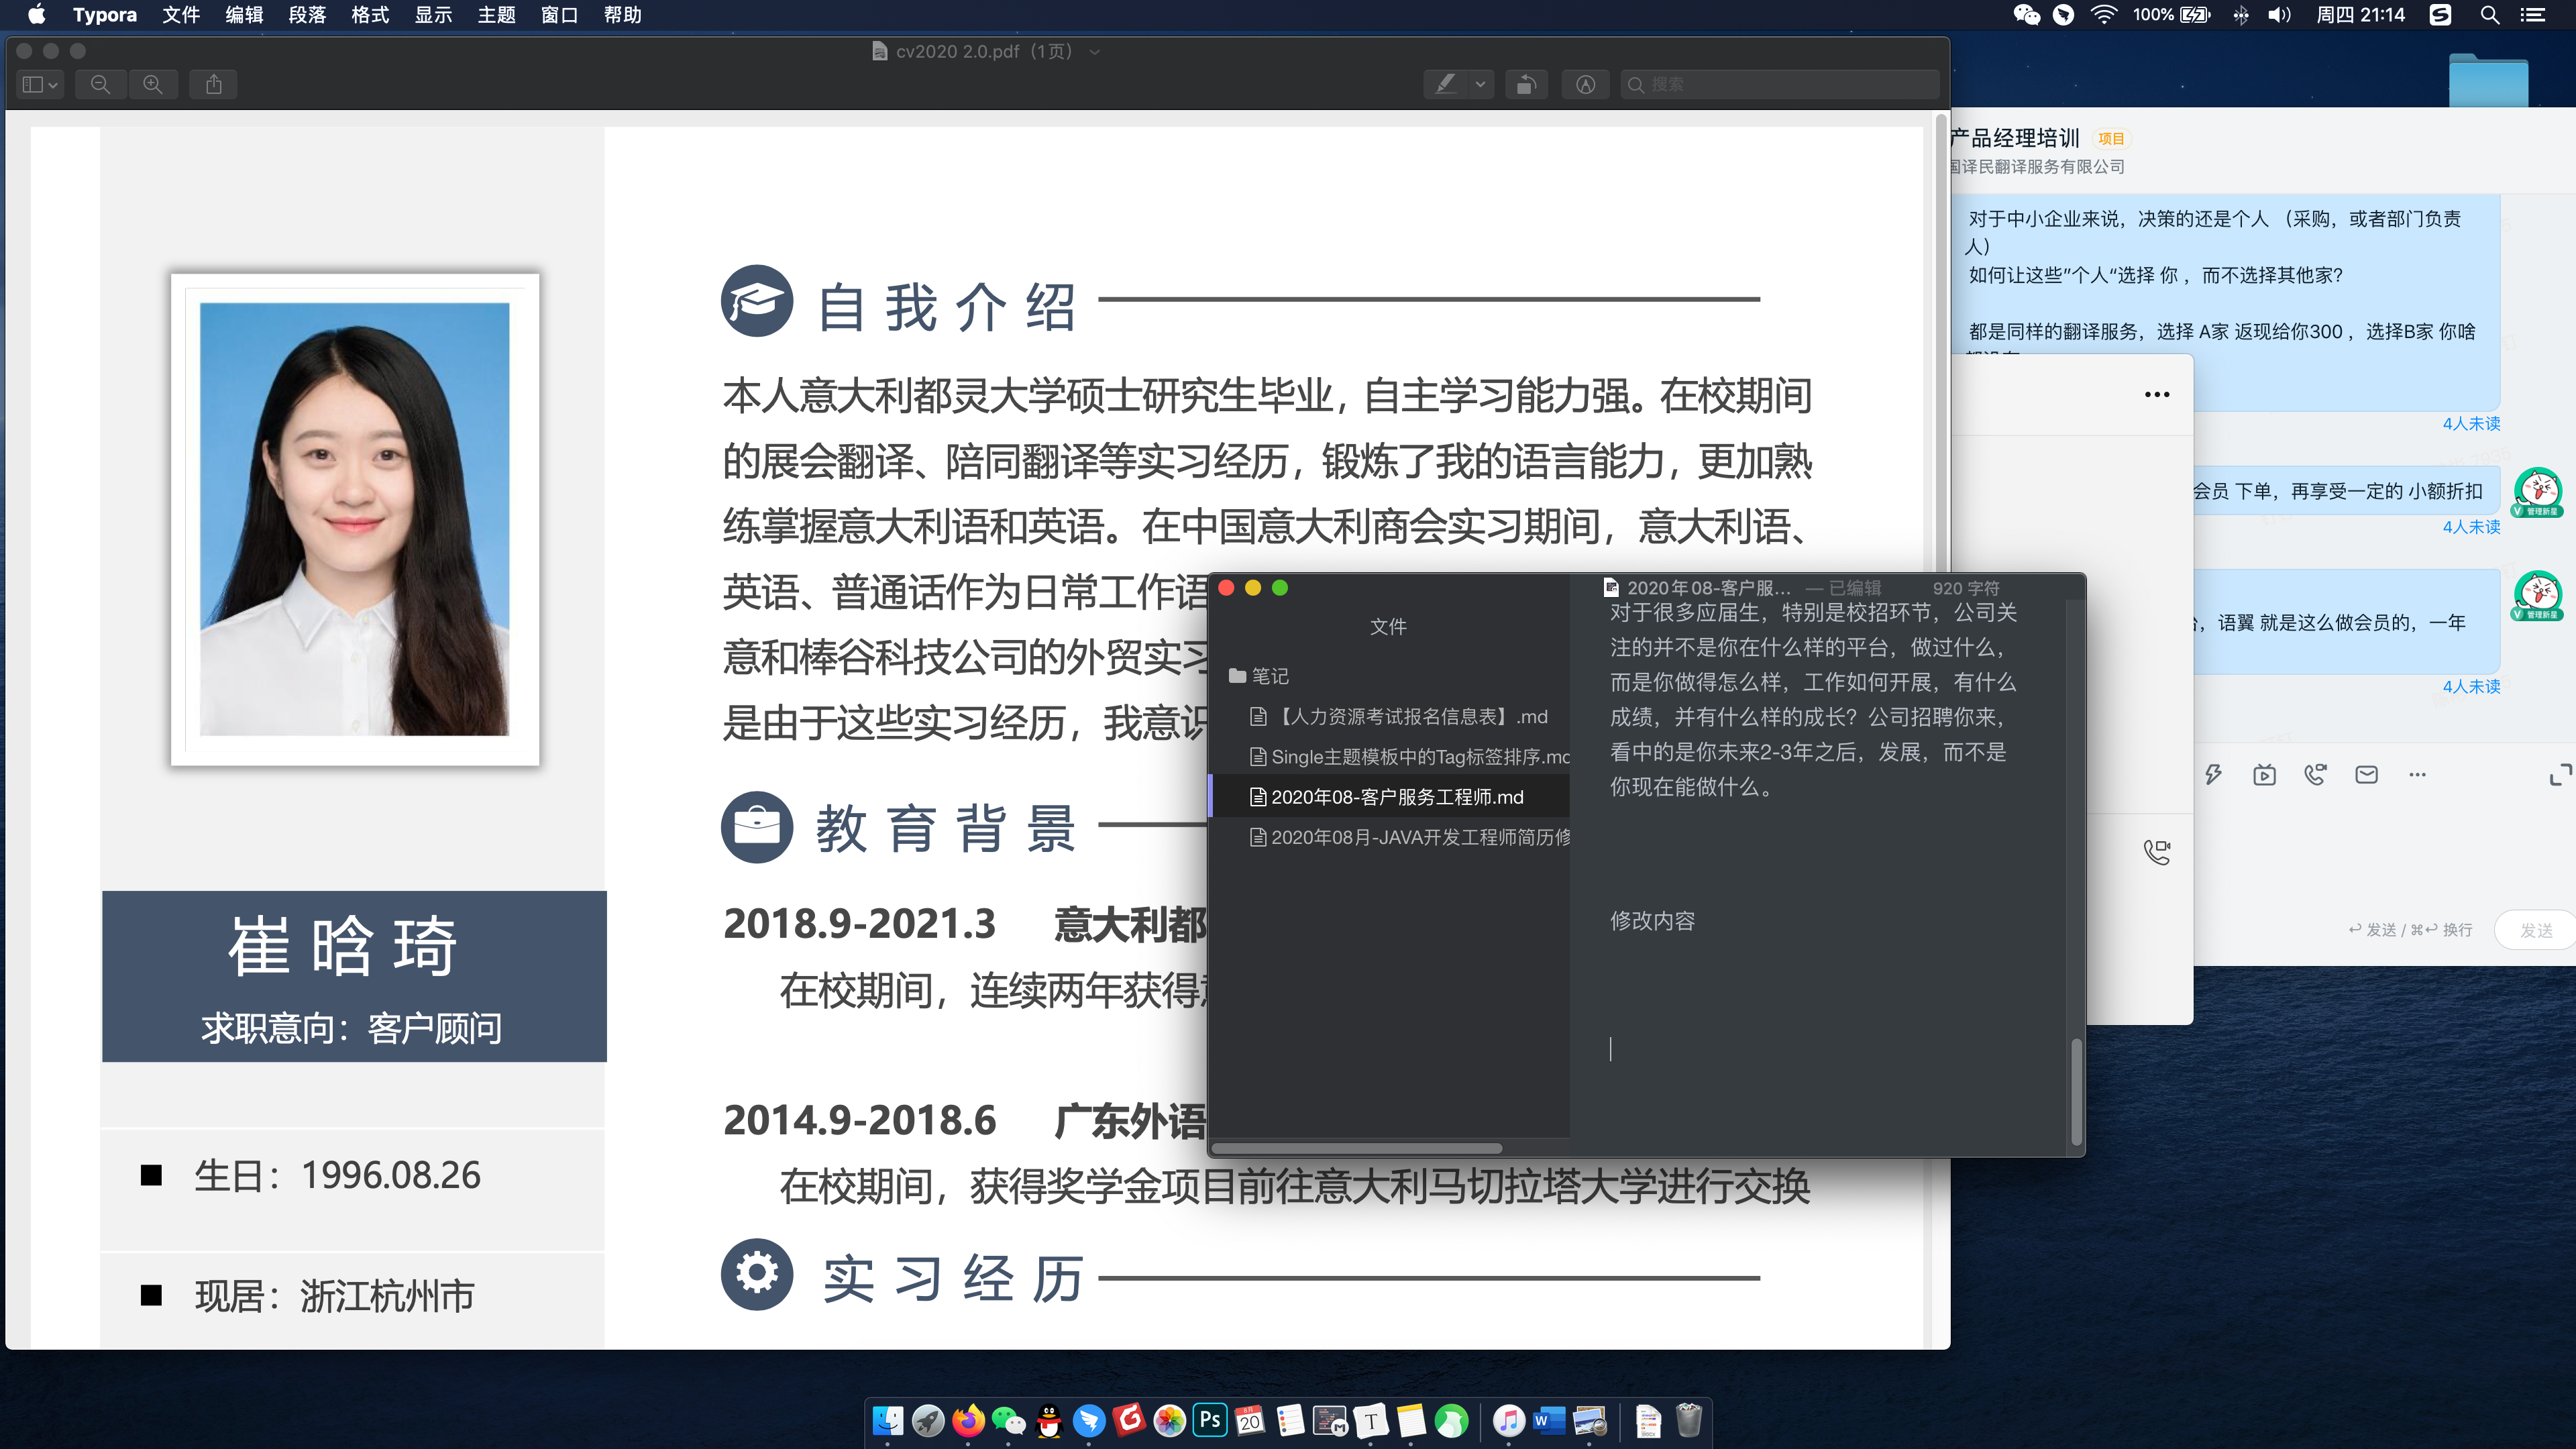 Typora 文件 编辑 段落 格式 显示 主题 窗口 帮助
100% 周四 21:14
cv2020 2.0.pdf（1页）
搜索
崔晗琦
求职意向：客户顾问
生日：1996.08.26
现居：浙江杭州市
自我介绍
本人意大利都灵大学硕士研究生毕业，自主学习能力强。在校期间
的展会翻译、陪同翻译等实习经历，锻炼了我的语言能力，更加熟
练掌握意大利语和英语。在中国意大利商会实习期间，意大利语、
英语、普通话作为日常工作语
意和棒谷科技公司的外贸实习
是由于这些实习经历，我意识
教育背景
2018.9-2021.3 意大利都
在校期间，连续两年获得
2014.9-2018.6 广东外语
在校期间，获得奖学金项目前往意大利马切拉塔大学进行交换
实习经历
文件
笔记
【人力资源考试报名信息表】.md
Single主题模板中的Tag标签排序.md
2020年08-客户服务工程师.md
2020年08月-JAVA开发工程师简历修
2020年08-客户服... — 已编辑 920 字符
对于很多应届生，特别是校招环节，公司关
注的并不是你在什么样的平台，做过什么，
而是你做得怎么样，工作如何开展，有什么
成绩，并有什么样的成长？公司招聘你来，
看中的是你未来2-3年之后，发展，而不是
你现在能做什么。
修改内容
产品经理培训 项目
国译民翻译服务有限公司
对于中小企业来说，决策的还是个人 （采购，或者部门负责
人）
如何让这些”个人“选择 你 ，而不选择其他家?
都是同样的翻译服务，选择 A家 返现给你300 ，选择B家 你啥
4人未读
会员 下单，再享受一定的 小额折扣
管理新星
4人未读
，语翼 就是这么做会员的，一年
管理新星
4人未读
发送 / ⌘↩ 换行
发送
Ps
8月
20
T
W